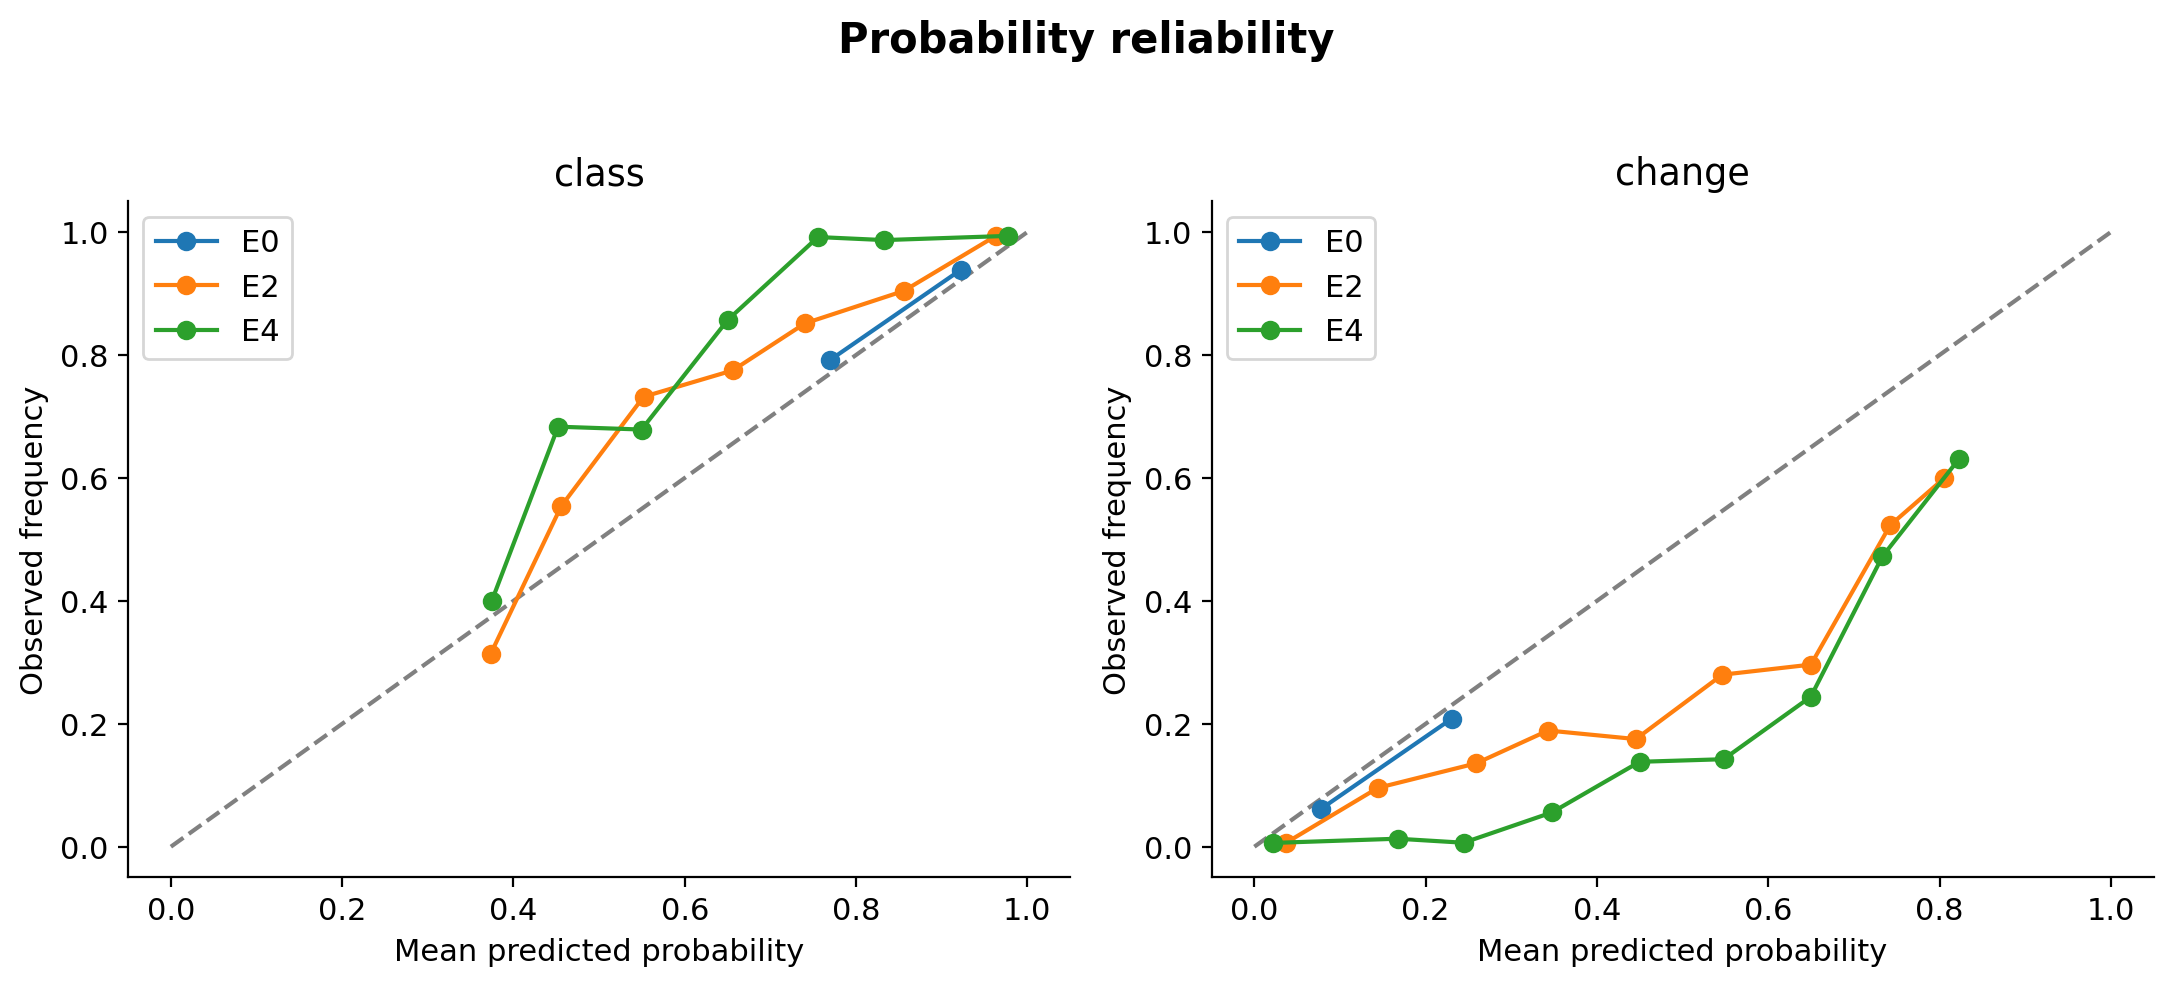 Probability reliability
class
E0
E2
E4
1.0
0.8
0.6
0.4
0.2
0.0
Observed frequency
0.0 0.2 0.4 0.6 0.8 1.0
Mean predicted probability
change
E0
E2
E4
1.0
0.8
0.6
0.4
0.2
0.0
Observed frequency
0.0 0.2 0.4 0.6 0.8 1.0
Mean predicted probability